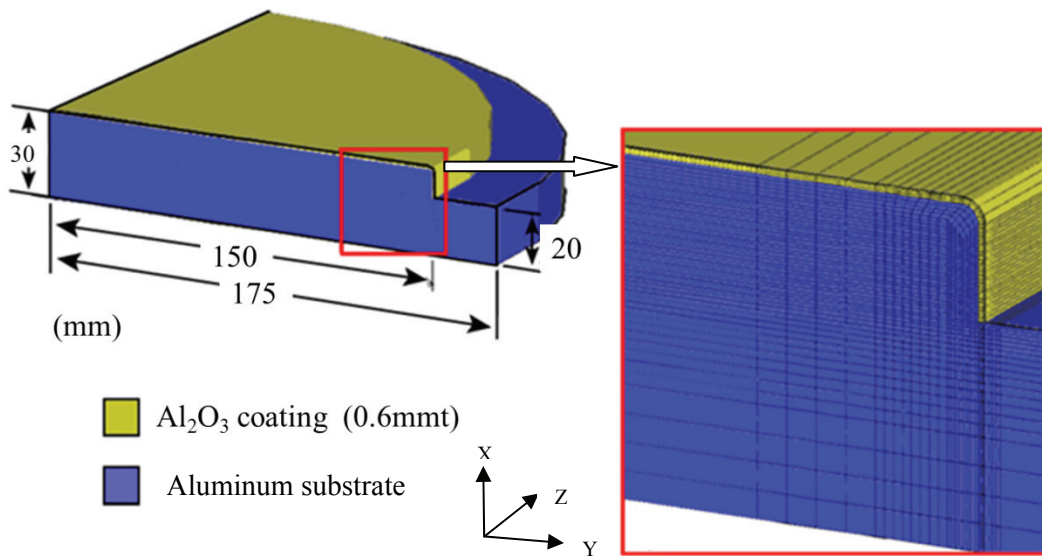 30
150
175
20
(mm)
Al₂O₃ coating (0.6mmt)
Aluminum substrate
X
Z
Y